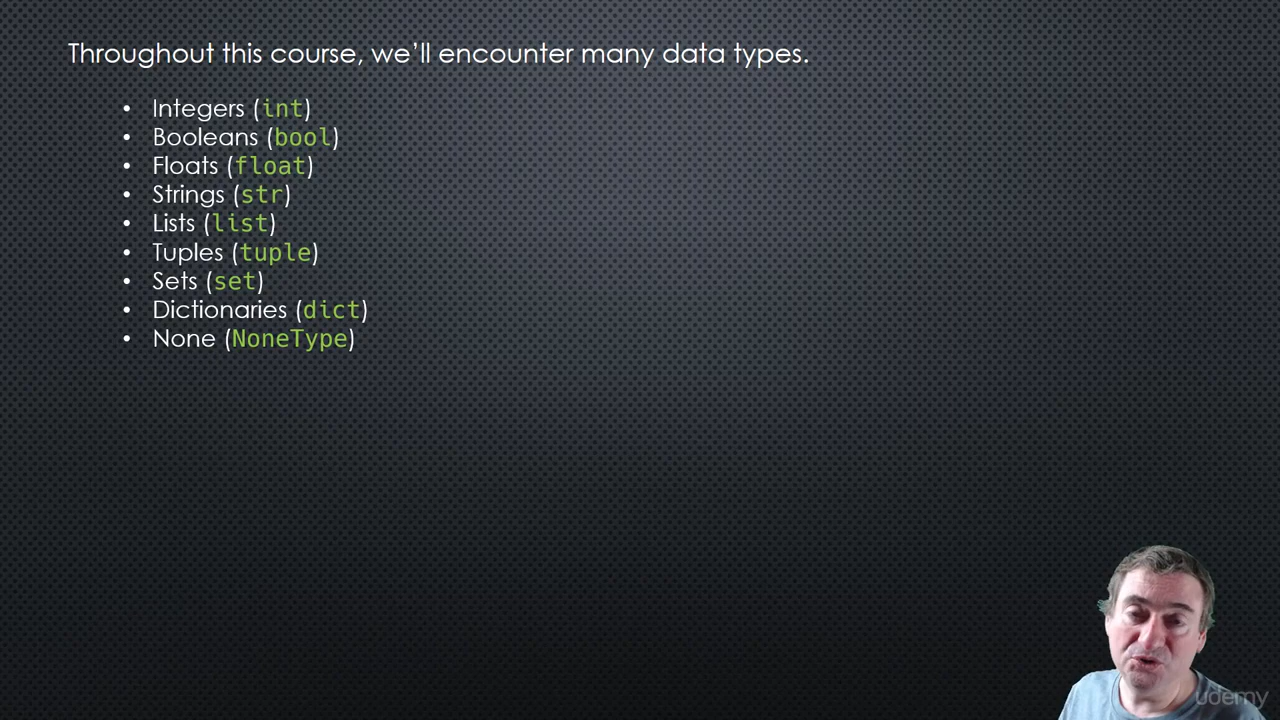 Throughout this course, we’ll encounter many data types.
• Integers (int)
• Booleans (bool)
• Floats (float)
• Strings (str)
• Lists (list)
• Tuples (tuple)
• Sets (set)
• Dictionaries (dict)
• None (NoneType)
udemy